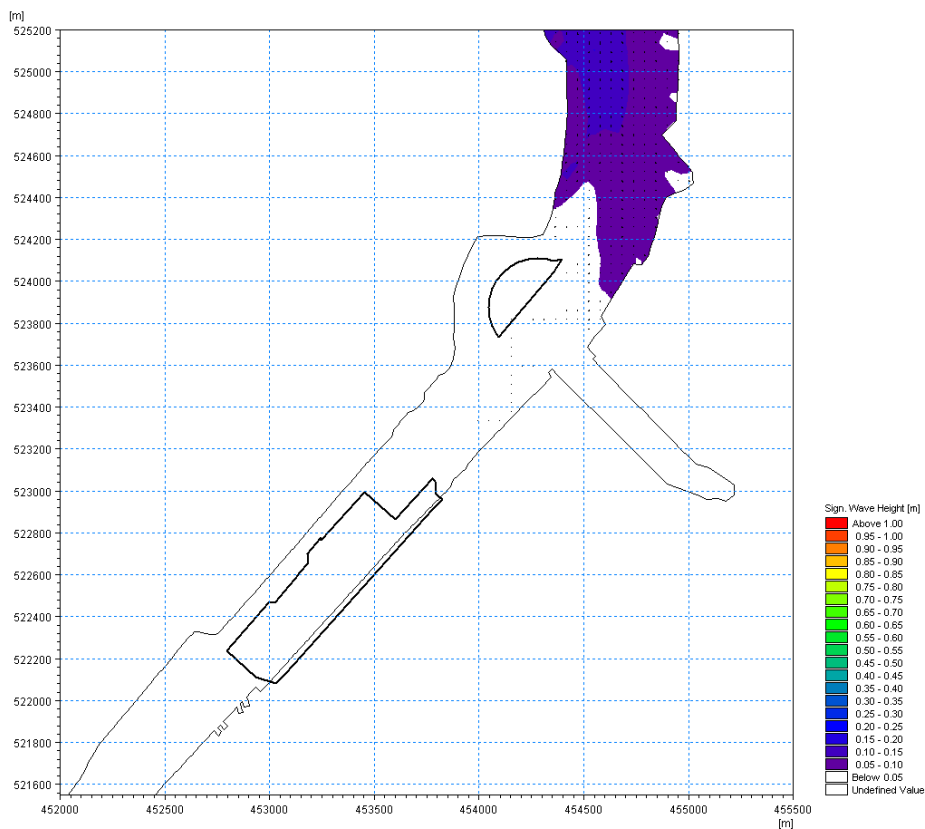 [m]
525200
525000
524800
524600
524400
524200
524000
523800
523600
523400
523200
523000
522800
522600
522400
522200
522000
521800
521600
452000 452500 453000 453500 454000 454500 455000 455500
[m]
Sign. Wave Height [m]
Above 1.00
0.95 - 1.00
0.90 - 0.95
0.85 - 0.90
0.80 - 0.85
0.75 - 0.80
0.70 - 0.75
0.65 - 0.70
0.60 - 0.65
0.55 - 0.60
0.50 - 0.55
0.45 - 0.50
0.40 - 0.45
0.35 - 0.40
0.30 - 0.35
0.25 - 0.30
0.20 - 0.25
0.15 - 0.20
0.10 - 0.15
0.05 - 0.10
Below 0.05
Undefined Value